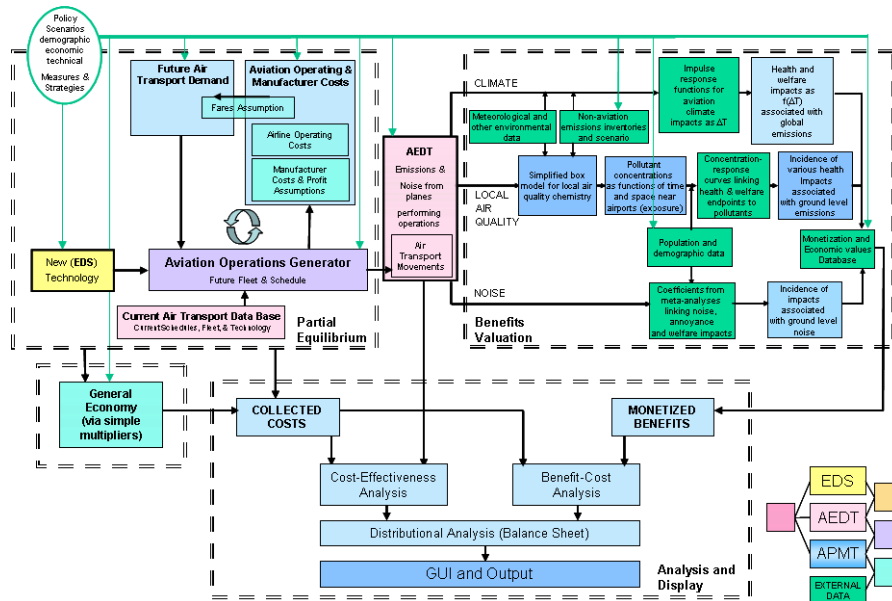 Policy
Scenarios
demographic
economic
technical
Measures &
Strategies
Future Air
Transport Demand
Aviation Operating &
Manufacturer Costs
Fares Assumption
Airline Operating
Costs
Manufacturer
Costs & Profit
Assumptions
New (EDS)
Technology
Aviation Operations Generator
Future Fleet & Schedule
Current Air Transport Data Base
Current Schedules, Fleet, & Technology
Partial
Equilibrium
AEDT
Emissions &
Noise from
planes
performing
operations
Air
Transport
Movements
CLIMATE
LOCAL
AIR
QUALITY
NOISE
Meteorological and
other environmental data
Non-aviation
emissions inventories
and scenario
Impulse
response
functions for
aviation
climate
impacts as ΔT
Health and
welfare
impacts as
f(ΔT)
associated with
global
emissions
Simplified box
model for local air
quality chemistry
Pollutant
concentrations
as functions of time
and space near
airports (exposure)
Concentration-
response
curves linking
health & welfare
endpoints to
pollutants
Incidence of
various health
Impacts
associated
with ground level
emissions
Population and
demographic data
Monetization and
Economic values
Database
Coefficients from
meta-analyses
linking noise,
annoyance
and welfare impacts
Incidence of
impacts
associated
with ground level
noise
Benefits
Valuation
General
Economy
(via simple
multipliers)
COLLECTED
COSTS
MONETIZED
BENEFITS
Cost-Effectiveness
Analysis
Benefit-Cost
Analysis
Distributional Analysis (Balance Sheet)
GUI and Output
Analysis and
Display
EDS
AEDT
APMT
EXTERNAL
DATA